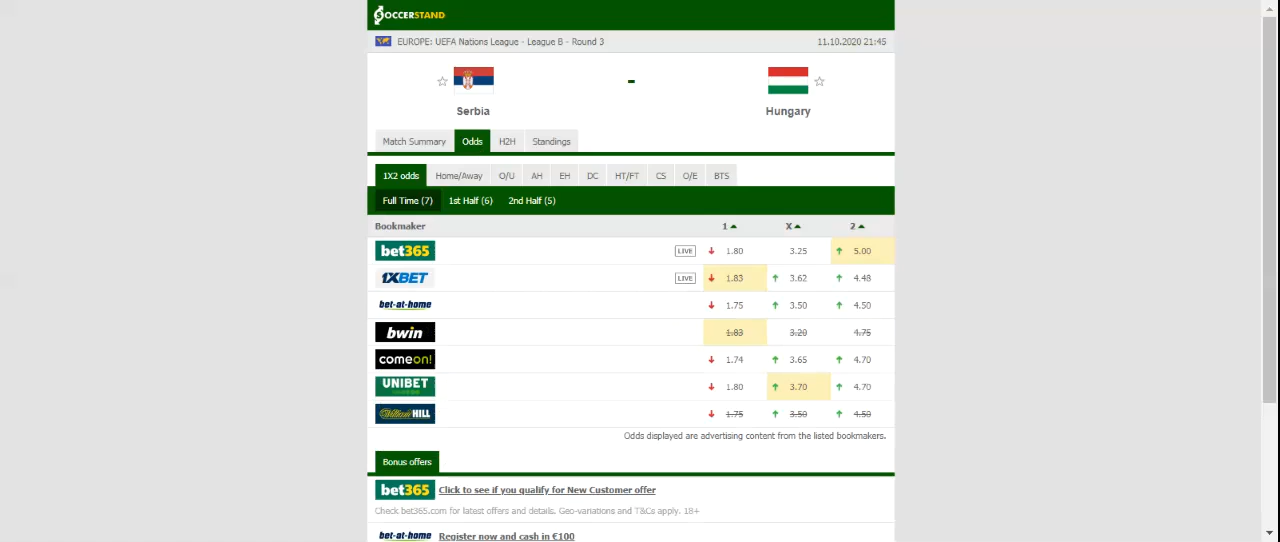 SOCCERSTAND
EUROPE: UEFA Nations League - League B - Round 3 11.10.2020 21:45
-
Serbia Hungary
Match Summary Odds H2H Standings
1X2 odds Home/Away O/U AH EH DC HT/FT CS O/E BTS
Full Time (7) 1st Half (6) 2nd Half (5)
Bookmaker 1 X 2
bet365 LIVE 1.80 3.25 5.00
1XBET LIVE 1.83 3.62 4.48
bet-at-home 1.75 3.50 4.50
bwin 1.83 3.20 4.75
comeon! 1.74 3.65 4.70
UNIBET 1.80 3.70 4.70
William HILL 1.75 3.50 4.50
Odds displayed are advertising content from the listed bookmakers.
Bonus offers
bet365 Click to see if you qualify for New Customer offer
Check bet365.com for latest offers and details. Geo-variations and T&Cs apply. 18+
bet-at-home Register now and cash in €100